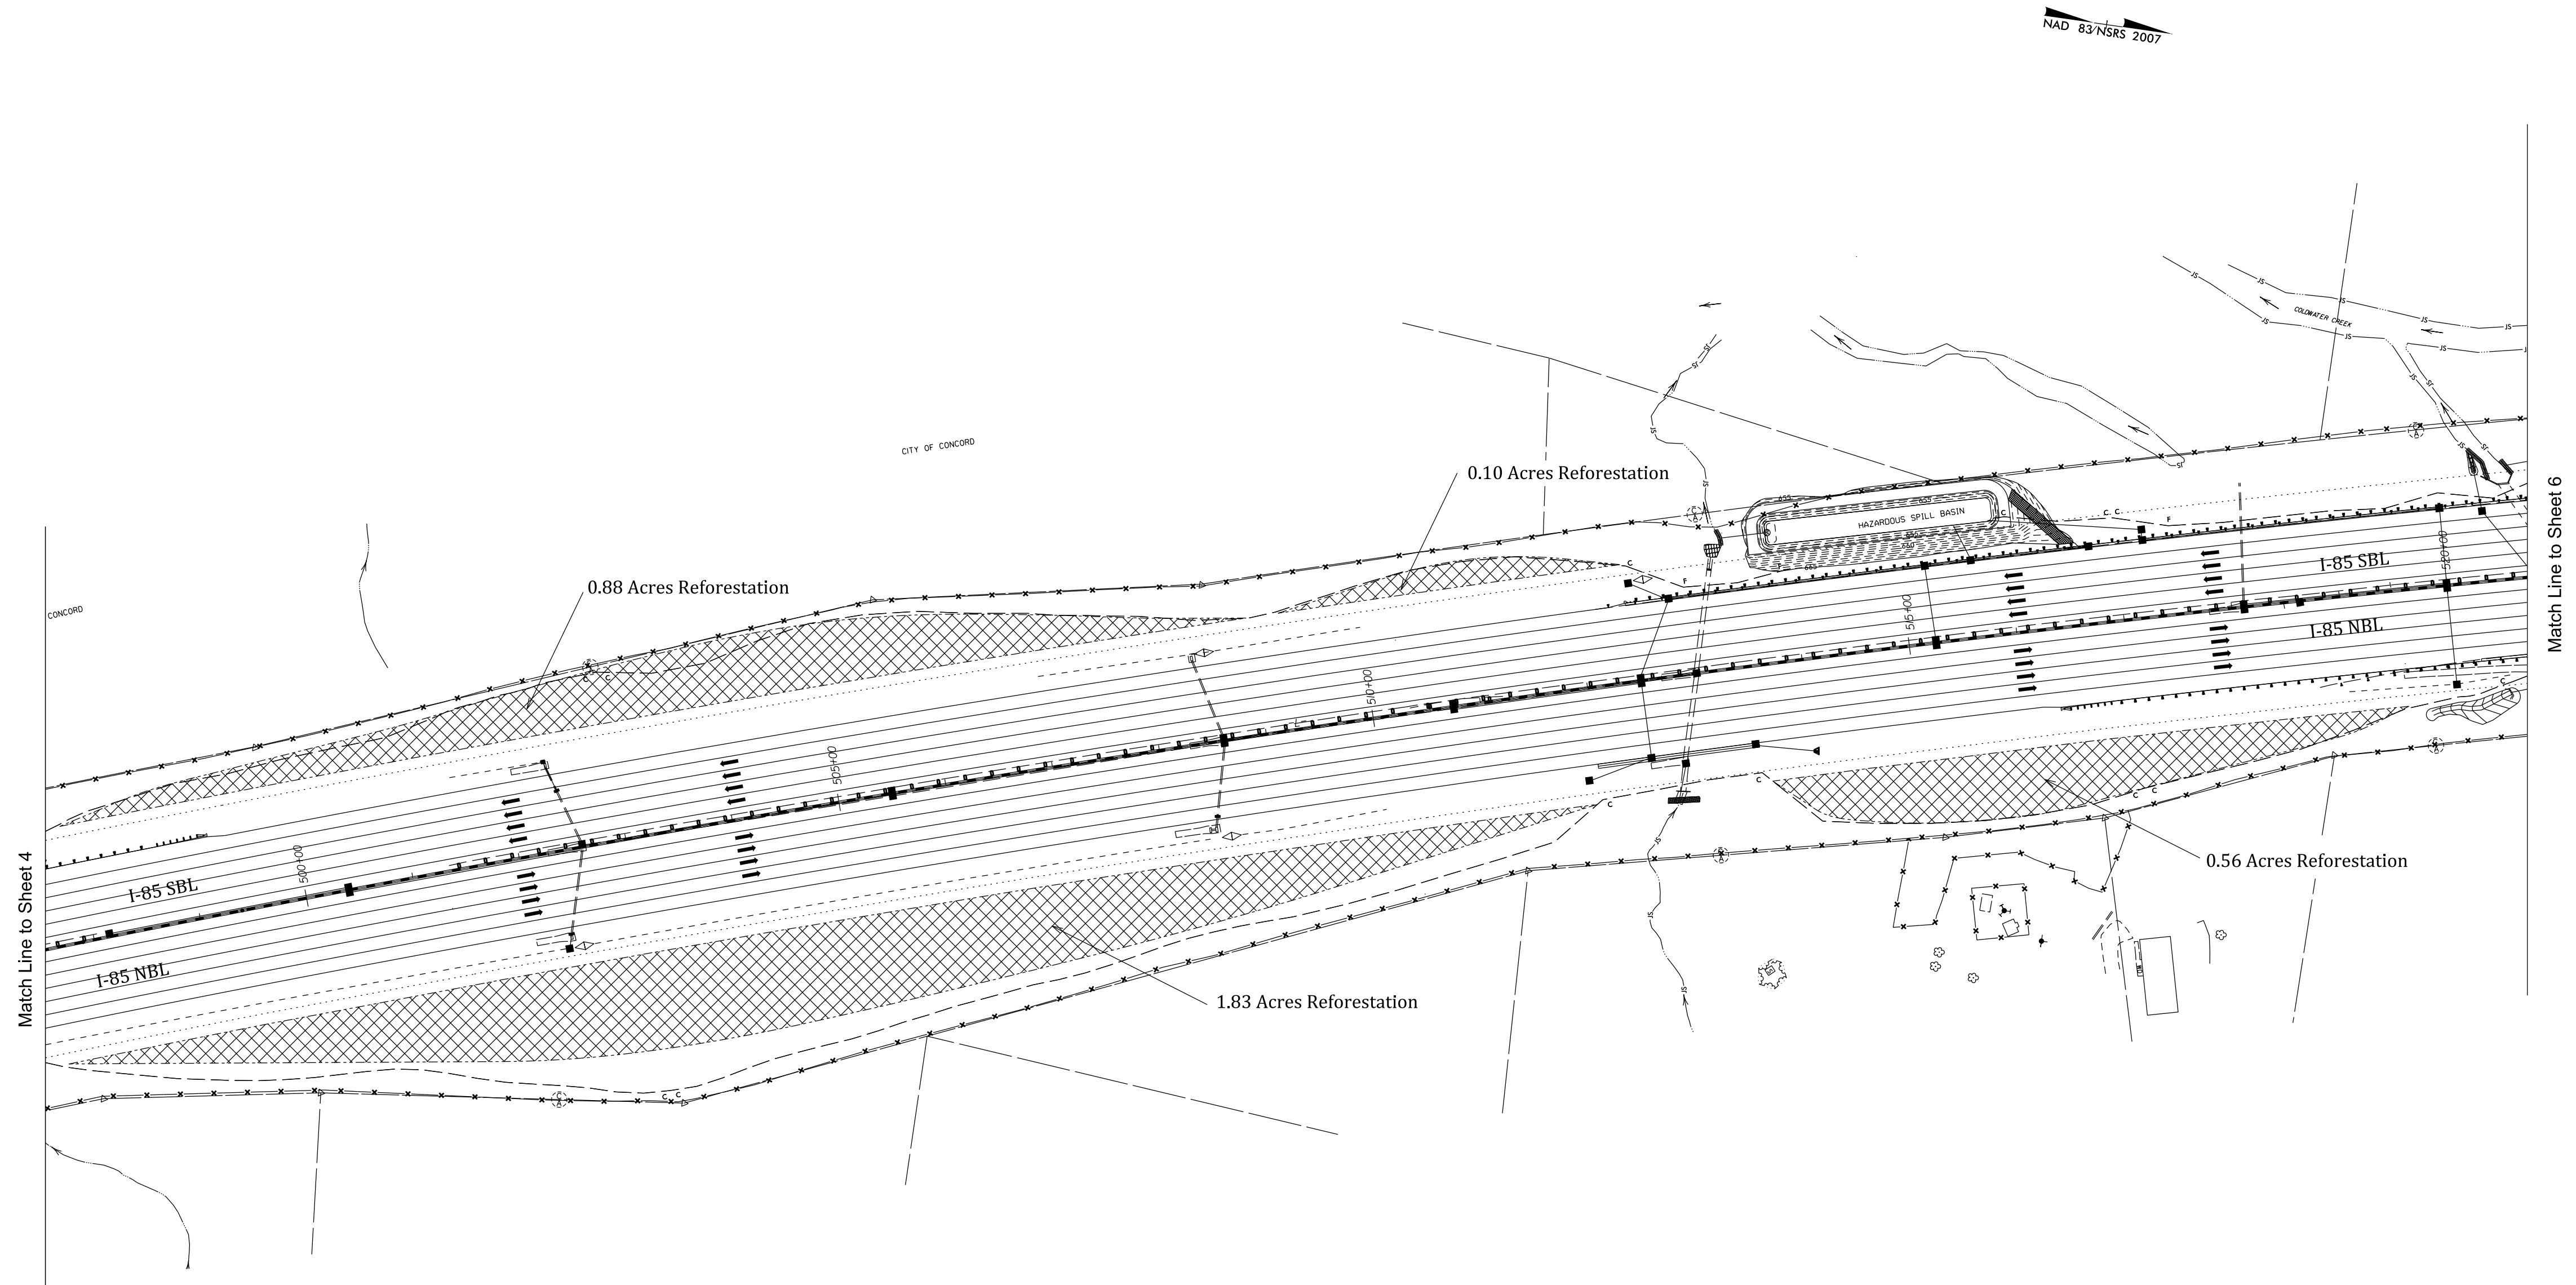 NAD 83/NSRS 2007
COLDWATER CREEK
CITY OF CONCORD
0.10 Acres Reforestation
HAZARDOUS SPILL BASIN
0.88 Acres Reforestation
CONCORD
I-85 SBL
I-85 NBL
520+00
515+00
510+00
505+00
500+00
I-85 SBL
I-85 NBL
0.56 Acres Reforestation
1.83 Acres Reforestation
Match Line to Sheet 4
Match Line to Sheet 6